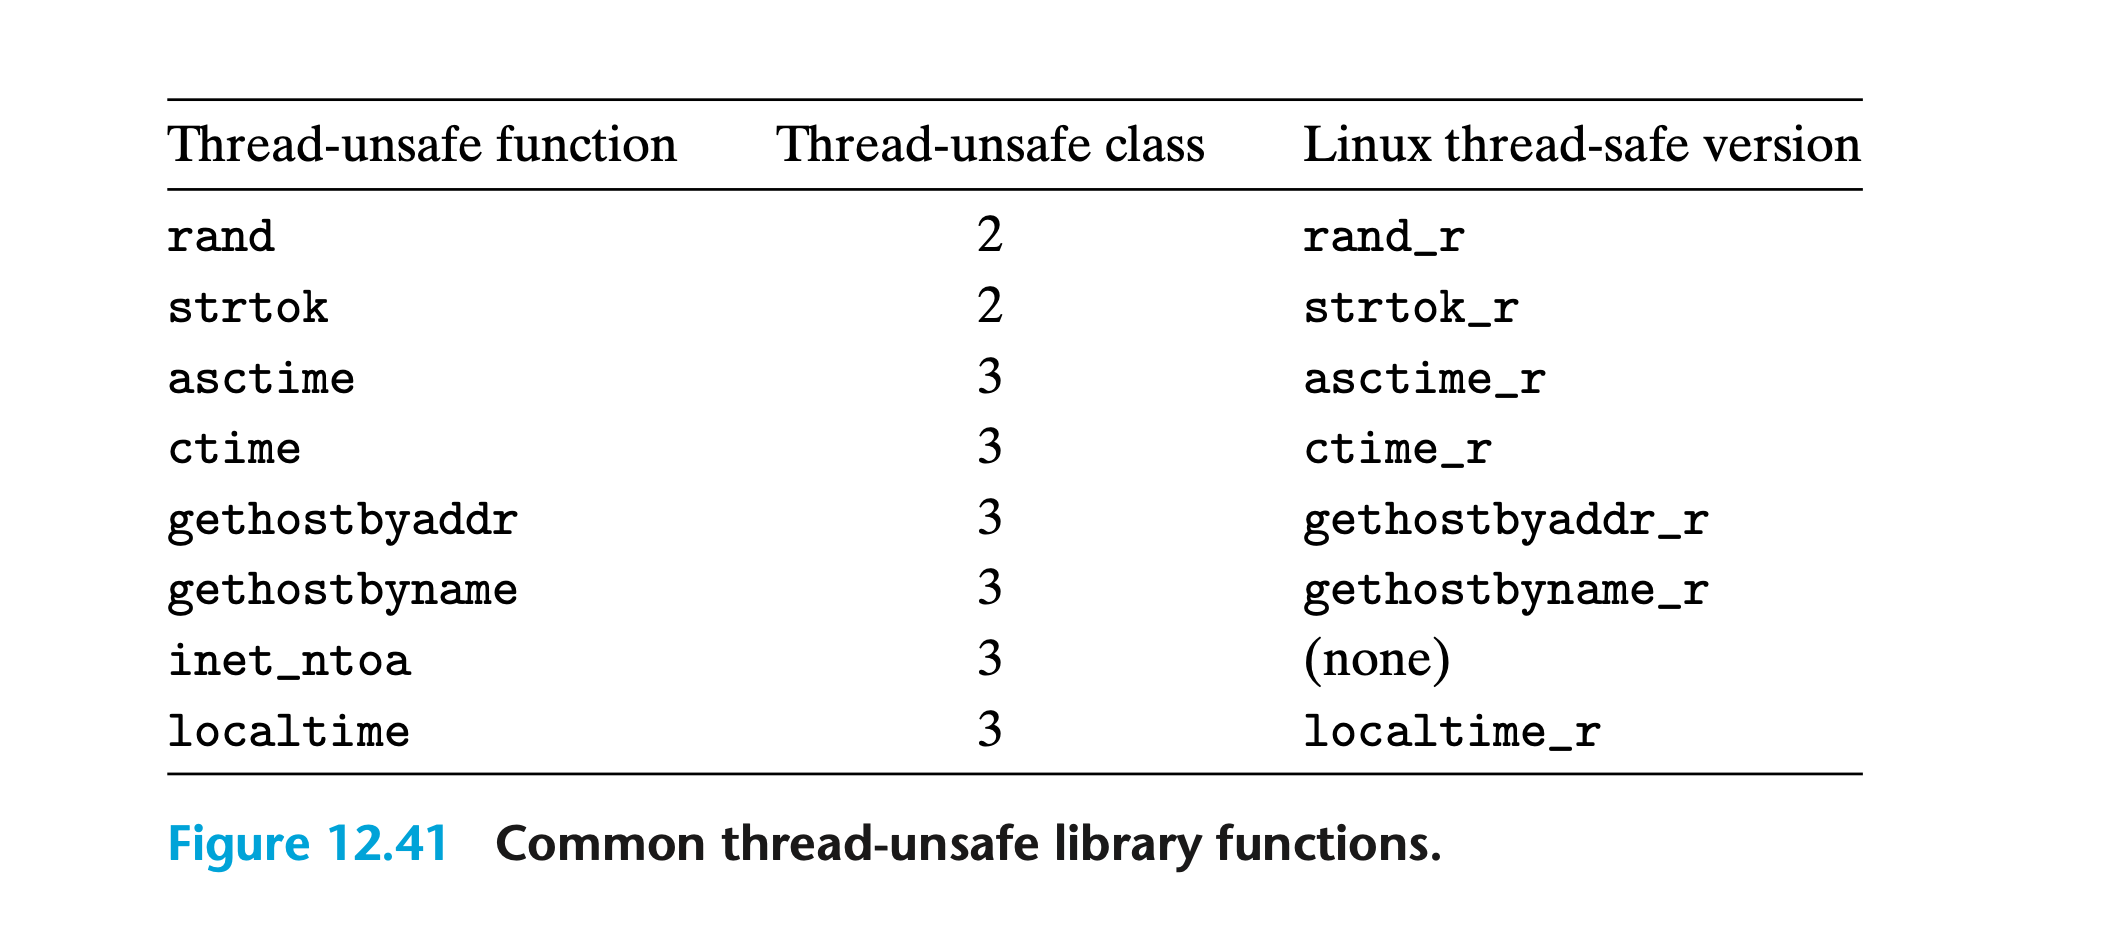 Thread-unsafe function Thread-unsafe class Linux thread-safe version
rand 2 rand_r
strtok 2 strtok_r
asctime 3 asctime_r
ctime 3 ctime_r
gethostbyaddr 3 gethostbyaddr_r
gethostbyname 3 gethostbyname_r
inet_ntoa 3 (none)
localtime 3 localtime_r
Figure 12.41 Common thread-unsafe library functions.